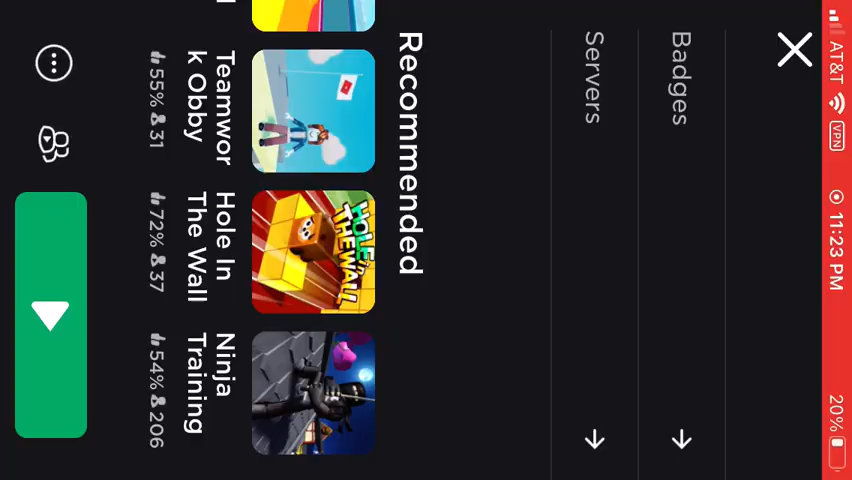 AT&T VPN 11:23 PM 20%
Badges
Servers
Recommended
HOLE in THE WALL
Teamwor
k Obby
55% 31
Hole In
The Wall
72% 37
Ninja
Training
54% 206